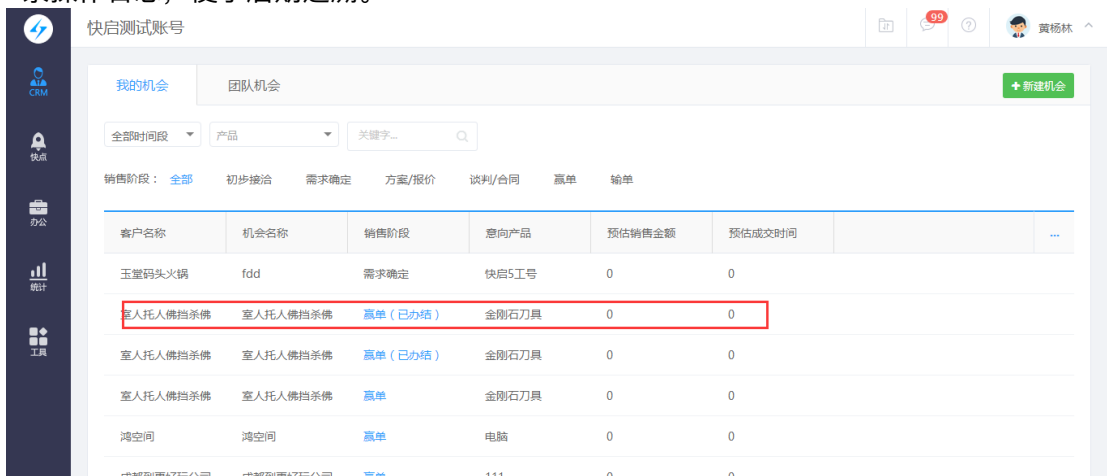 快启测试账号
99
黄杨林
CRM
快点
办公
统计
工具
我的机会 团队机会 +新建机会
全部时间段 产品 关键字...
销售阶段： 全部 初步接洽 需求确定 方案/报价 谈判/合同 赢单 输单
客户名称 机会名称 销售阶段 意向产品 预估销售金额 预估成交时间 ...
玉堂码头火锅 fdd 需求确定 快启5工号 0 0
室人托人佛挡杀佛 室人托人佛挡杀佛 赢单（已办结） 金刚石刀具 0 0
室人托人佛挡杀佛 室人托人佛挡杀佛 赢单（已办结） 金刚石刀具 0 0
室人托人佛挡杀佛 室人托人佛挡杀佛 赢单 金刚石刀具 0 0
鸿空间 鸿空间 赢单 电脑 0 0